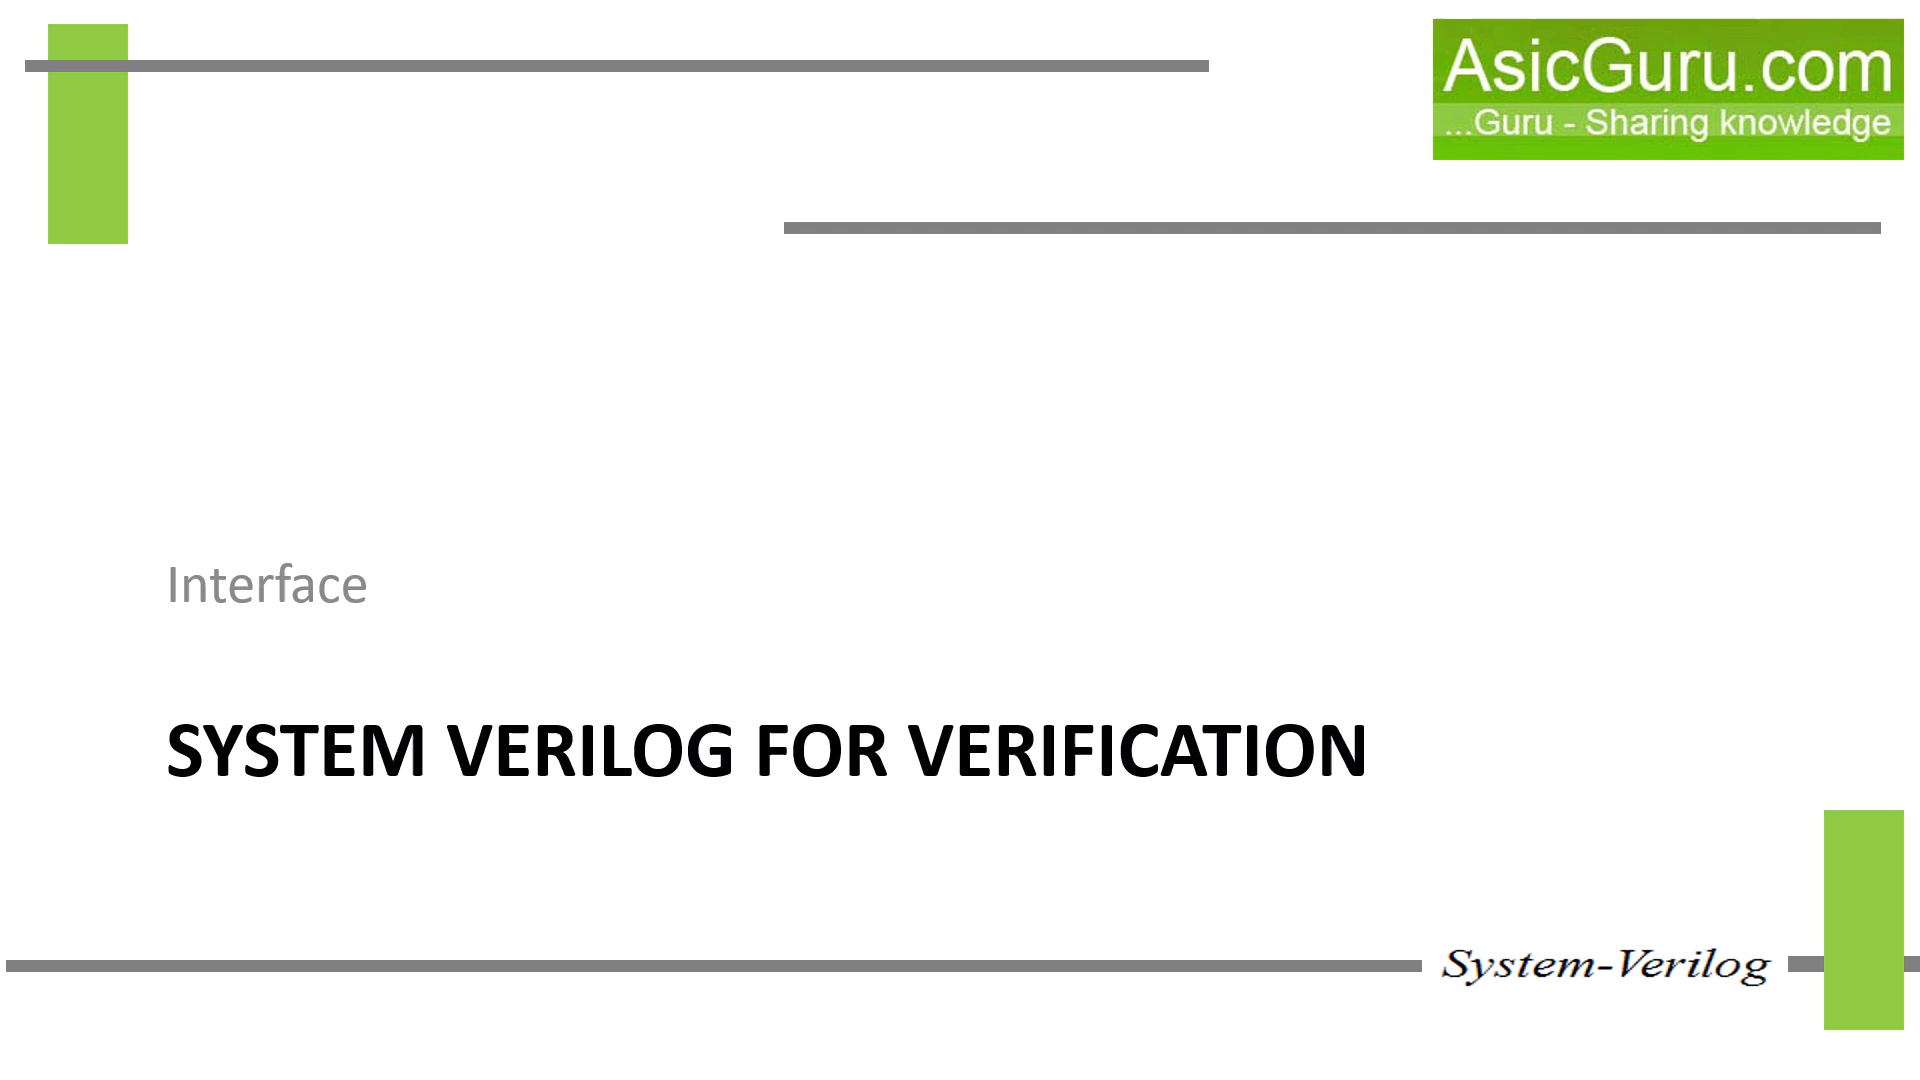 AsicGuru.com
...Guru - Sharing knowledge
Interface
SYSTEM VERILOG FOR VERIFICATION
System-Verilog